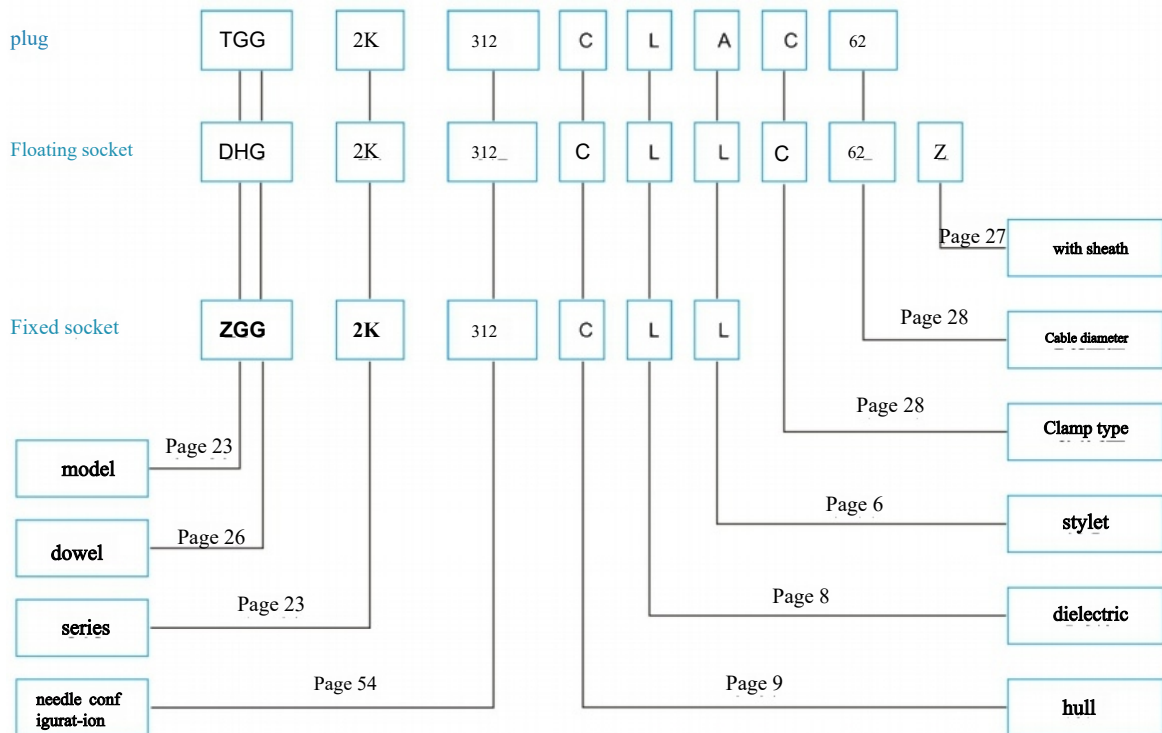 plug TGG 2K 312 C L A C 62
Floating socket DHG 2K 312 C L L C 62 Z
Page 27 with sheath
Fixed socket ZGG 2K 312 C L L
Page 28 Cable diameter
Page 28 Clamp type
model Page 23
Page 6 stylet
dowel Page 26
series Page 23
Page 8 dielectric
needle conf
igurat-ion
Page 54
Page 9 hull